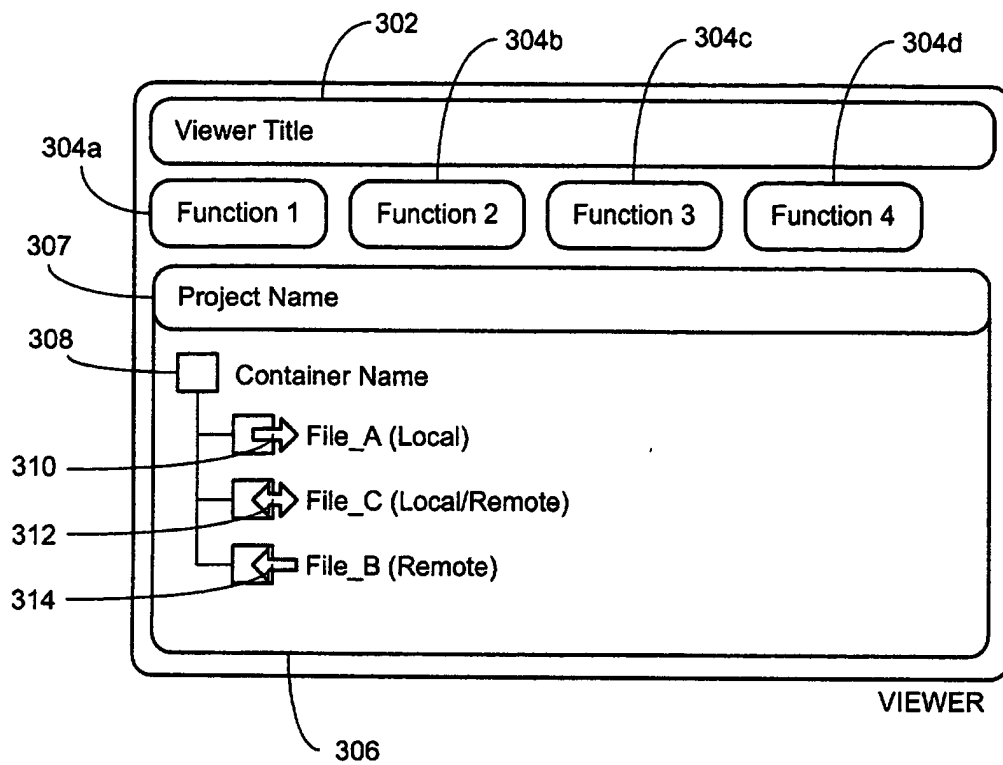 302
304b
304c
304d
Viewer Title
304a
Function 1
Function 2
Function 3
Function 4
307
Project Name
308
Container Name
File_A (Local)
310
File_C (Local/Remote)
312
File_B (Remote)
314
VIEWER
306